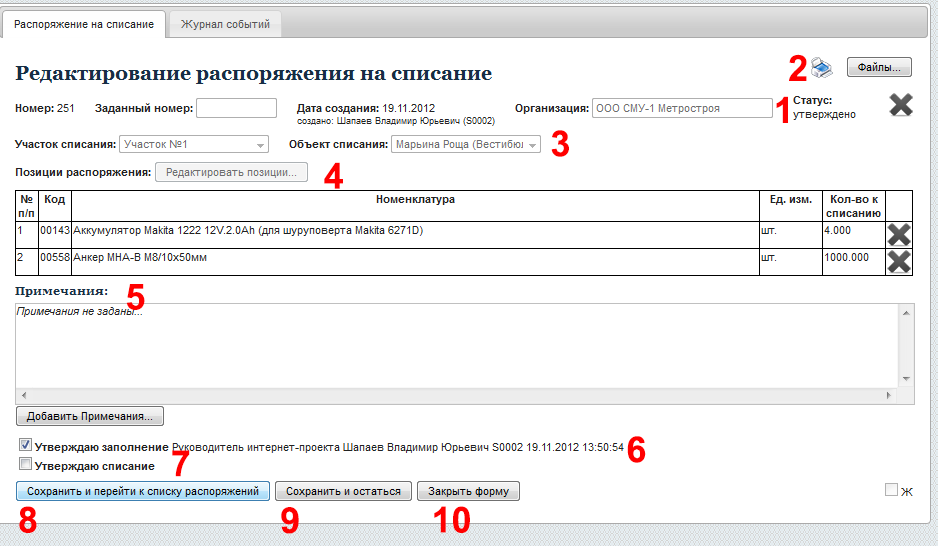 Распоряжение на списание Журнал событий
Редактирование распоряжения на списание 2 Файлы...
Номер: 251 Заданный номер: Дата создания: 19.11.2012 Организация: ООО СМУ-1 Метростроя 1 Статус:
создано: Шапаев Владимир Юрьевич (S0002) утверждено
Участок списания: Участок №1 Объект списания: Марьина Роща (Вестибюл 3
Позиции распоряжения: Редактировать позиции... 4
№ п/п Код Номенклатура Ед. изм. Кол-во к списанию
1 00143 Аккумулятор Makita 1222 12V.2.0Ah (для шуруповерта Makita 6271D) шт. 4.000
2 00558 Анкер МНА-В М8/10х50мм шт. 1000.000
Примечания: 5
Примечания не заданы...
Добавить Примечания...
Утверждаю заполнение Руководитель интернет-проекта Шапаев Владимир Юрьевич S0002 19.11.2012 13:50:54 6
Утверждаю списание 7
Сохранить и перейти к списку распоряжений Сохранить и остаться Закрыть форму Ж
8 9 10